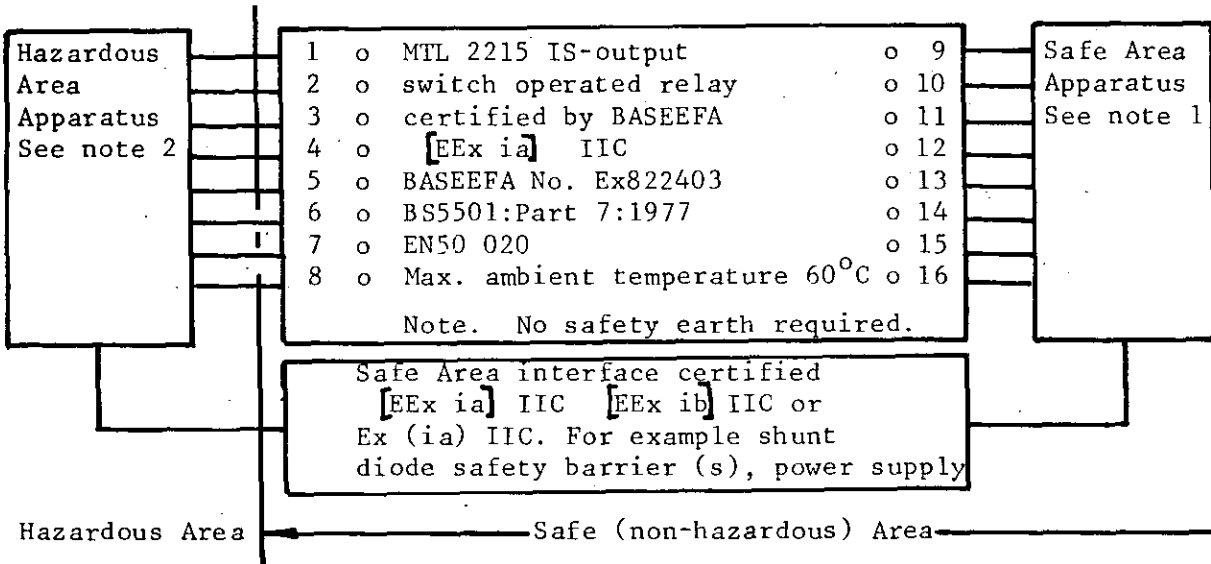 Hazardous
Area
Apparatus
See note 2
1 o MTL 2215 IS-output o 9
2 o switch operated relay o 10
3 o certified by BASEEFA o 11
4 o [EEx ia] IIC o 12
5 o BASEEFA No. Ex822403 o 13
6 o BS5501:Part 7:1977 o 14
7 o EN50 020 o 15
8 o Max. ambient temperature 60°C o 16
Note. No safety earth required.
Safe Area
Apparatus
See note 1
Safe Area interface certified
[EEx ia] IIC [EEx ib] IIC or
Ex (ia) IIC. For example shunt
diode safety barrier (s), power supply
Hazardous Area
Safe (non-hazardous) Area